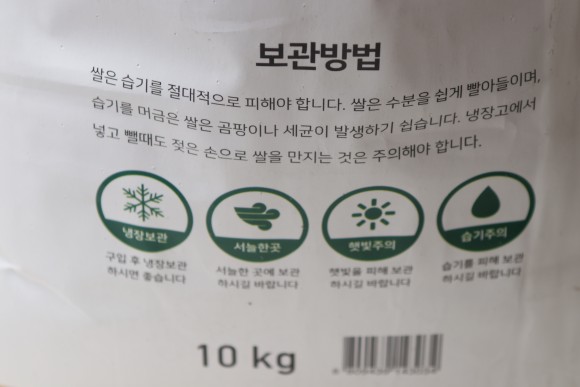 보관방법
쌀은 습기를 절대적으로 피해야 합니다. 쌀은 수분을 쉽게 빨아들이며,
습기를 머금은 쌀은 곰팡이나 세균이 발생하기 쉽습니다. 냉장고에서
넣고 뺄때도 젖은 손으로 쌀을 만지는 것은 주의해야 합니다.
냉장보관 서늘한곳 햇빛주의 습기주의
구입 후 냉장보관 서늘한 곳에 보관 햇빛을 피해 보관 습기를 피해 보관
하시면 좋습니다 하시길 바랍니다 하시길 바랍니다 하시길 바랍니다
10 kg